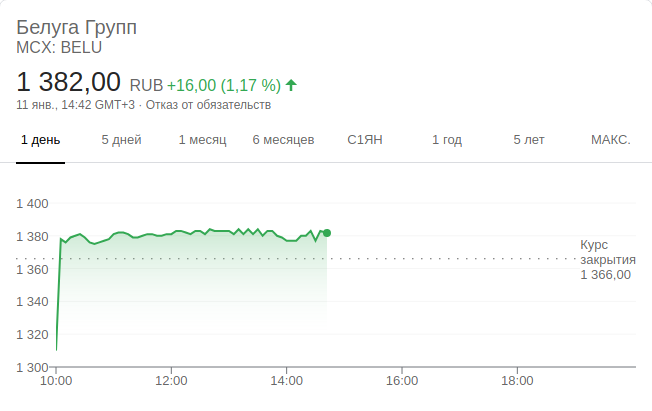 Белуга Групп
MCX: BELU
1 382,00 RUB +16,00 (1,17 %)
11 янв., 14:42 GMT+3 · Отказ от обязательств
1 день 5 дней 1 месяц 6 месяцев С1ЯН 1 год 5 лет МАКС.
1 400
1 380
Курс
закрытия
1 366,00
1 360
1 340
1 320
1 300
10:00 12:00 14:00 16:00 18:00